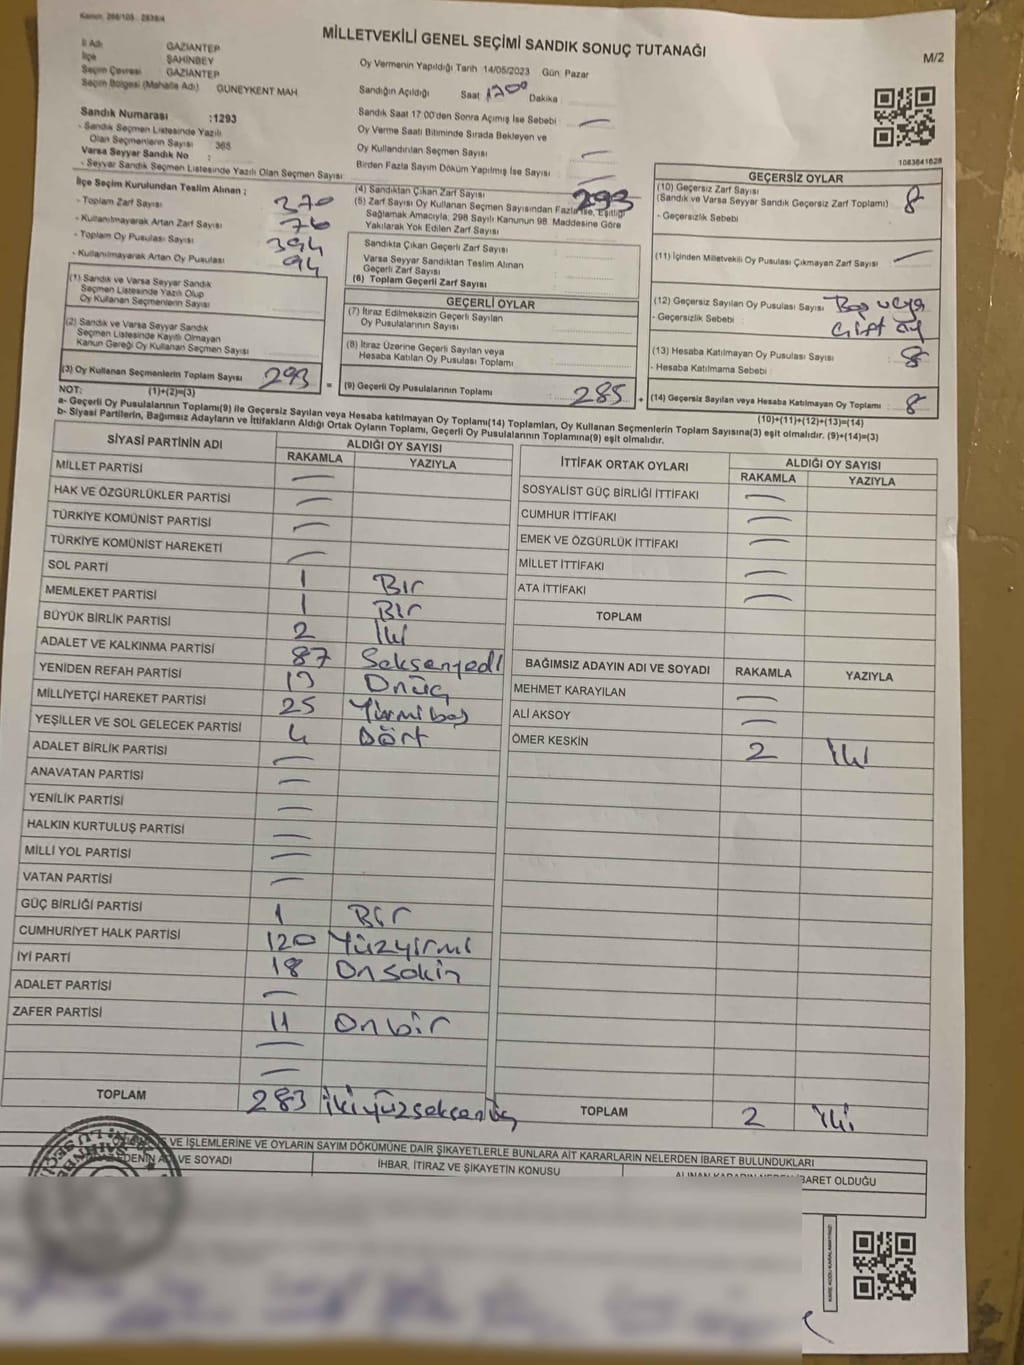 Kanun: 298/105 - 2839/4
MİLLETVEKİLİ GENEL SEÇİMİ SANDIK SONUÇ TUTANAĞI
M/2
İl Adı GAZİANTEP
İlçe ŞAHİNBEY
Seçim Çevresi GAZİANTEP
Seçim Bölgesi (Mahalle Adı) GÜNEYKENT MAH
Sandık Numarası :1293
- Sandık Seçmen Listesinde Yazılı
Olan Seçmenlerin Sayısı : 365
Varsa Seyyar Sandık No :
- Seyyar Sandık Seçmen Listesinde Yazılı Olan Seçmen Sayısı:
Oy Vermenin Yapıldığı Tarih 14/05/2023 Gün: Pazar
Sandığın Açıldığı Saat 1700 Dakika :
Sandık Saat 17.00'den Sonra Açımış İse Sebebi : —
Oy Verme Saati Bitiminde Sırada Bekleyen ve
Oy Kullandırılan Seçmen Sayısı : —
Birden Fazla Sayım Döküm Yapılmış İse Sayısı : —
1083641628
İlçe Seçim Kurulundan Teslim Alınan ;
- Toplam Zarf Sayısı 370
- Kullanılmayarak Artan Zarf Sayısı 76
- Toplam Oy Pusulası Sayısı 394
- Kullanılmayarak Artan Oy Pusulası 94
(1) Sandık ve Varsa Seyyar Sandık
Seçmen Listesinde Yazılı Olup
Oy Kullanan Seçmenlerin Sayısı
(2) Sandık ve Varsa Seyyar Sandık
Seçmen Listesinde Kayıtlı Olmayan
Kanun Gereği Oy Kullanan Seçmen Sayısı
(3) Oy Kullanan Seçmenlerin Toplam Sayısı 293 =
(4) Sandıktan Çıkan Zarf Sayısı 293
(5) Zarf Sayısı Oy Kullanan Seçmen Sayısından Fazla İse, Eşitliği
Sağlamak Amacıyla, 298 Sayılı Kanunun 98. Maddesine Göre
Yakılarak Yok Edilen Zarf Sayısı
Sandıkta Çıkan Geçerli Zarf Sayısı
Varsa Seyyar Sandıktan Teslim Alınan
Geçerli Zarf Sayısı
(6) Toplam Geçerli Zarf Sayısı
GEÇERLİ OYLAR
(7) İtiraz Edilmeksizin Geçerli Sayılan
Oy Pusulalarının Sayısı
(8) İtiraz Üzerine Geçerli Sayılan veya
Hesaba Katılan Oy Pusulası Toplamı
(9) Geçerli Oy Pusulalarının Toplamı : 285 +
GEÇERSİZ OYLAR
(10) Geçersiz Zarf Sayısı
(Sandık ve Varsa Seyyar Sandık Geçersiz Zarf Toplamı) 8
- Geçersizlik Sebebi
(11) İçinden Milletvekili Oy Pusulası Çıkmayan Zarf Sayısı : —
(12) Geçersiz Sayılan Oy Pusulası Sayısı : Boş veya
- Geçersizlik Sebebi : Çift oy
(13) Hesaba Katılmayan Oy Pusulası Sayısı : 8
- Hesaba Katılmama Sebebi :
(14) Geçersiz Sayılan veya Hesaba Katılmayan Oy Toplamı : 8
NOT: (1)+(2)=(3) (10)+(11)+(12)+(13)=(14)
a- Geçerli Oy Pusulalarının Toplamı(9) ile Geçersiz Sayılan veya Hesaba katılmayan Oy Toplamı(14) Toplamları, Oy Kullanan Seçmenlerin Toplam Sayısına(3) eşit olmalıdır. (9)+(14)=(3)
b- Siyasi Partilerin, Bağımsız Adayların ve İttifakların Aldığı Ortak Oyların Toplamı, Geçerli Oy Pusulalarının Toplamına(9) eşit olmalıdır.
SİYASİ PARTİNİN ADI ALDIĞI OY SAYISI
RAKAMLA YAZIYLA
MİLLET PARTİSİ —
HAK VE ÖZGÜRLÜKLER PARTİSİ —
TÜRKİYE KOMÜNİST PARTİSİ —
TÜRKİYE KOMÜNİST HAREKETİ —
SOL PARTİ 1 Bır
MEMLEKET PARTİSİ 1 Bır
BÜYÜK BİRLİK PARTİSİ 2 İki
ADALET VE KALKINMA PARTİSİ 87 Seksenyedi
YENİDEN REFAH PARTİSİ 13 Onüç
MİLLİYETÇİ HAREKET PARTİSİ 25 Yirmibeş
YEŞİLLER VE SOL GELECEK PARTİSİ 4 Dört
ADALET BİRLİK PARTİSİ —
ANAVATAN PARTİSİ —
YENİLİK PARTİSİ —
HALKIN KURTULUŞ PARTİSİ —
MİLLİ YOL PARTİSİ —
VATAN PARTİSİ —
GÜÇ BİRLİĞİ PARTİSİ 1 Bir
CUMHURİYET HALK PARTİSİ 120 Yüzyirmi
İYİ PARTİ 18 Onsekiz
ADALET PARTİSİ —
ZAFER PARTİSİ 11 Onbir
—
—
TOPLAM 283 İkiyüzseksenüç
İTTİFAK ORTAK OYLARI ALDIĞI OY SAYISI
RAKAMLA YAZIYLA
SOSYALİST GÜÇ BİRLİĞİ İTTİFAKI —
CUMHUR İTTİFAKI —
EMEK VE ÖZGÜRLÜK İTTİFAKI —
MİLLET İTTİFAKI —
ATA İTTİFAKI —
TOPLAM
BAĞIMSIZ ADAYIN ADI VE SOYADI RAKAMLA YAZIYLA
MEHMET KARAYILAN —
ALİ AKSOY —
ÖMER KESKİN 2 İki
TOPLAM 2 İki
VE İŞLEMLERİNE VE OYLARIN SAYIM DÖKÜMÜNE DAİR ŞİKAYETLERLE BUNLARA AİT KARARLARIN NELERDEN İBARET BULUNDUKLARI
EDENİN ADI VE SOYADI
İHBAR, İTİRAZ VE ŞİKAYETİN KONUSU
ALINAN KARARIN NEDEN İBARET OLDUĞU
KARE KODU KARALAMAYINIZ!